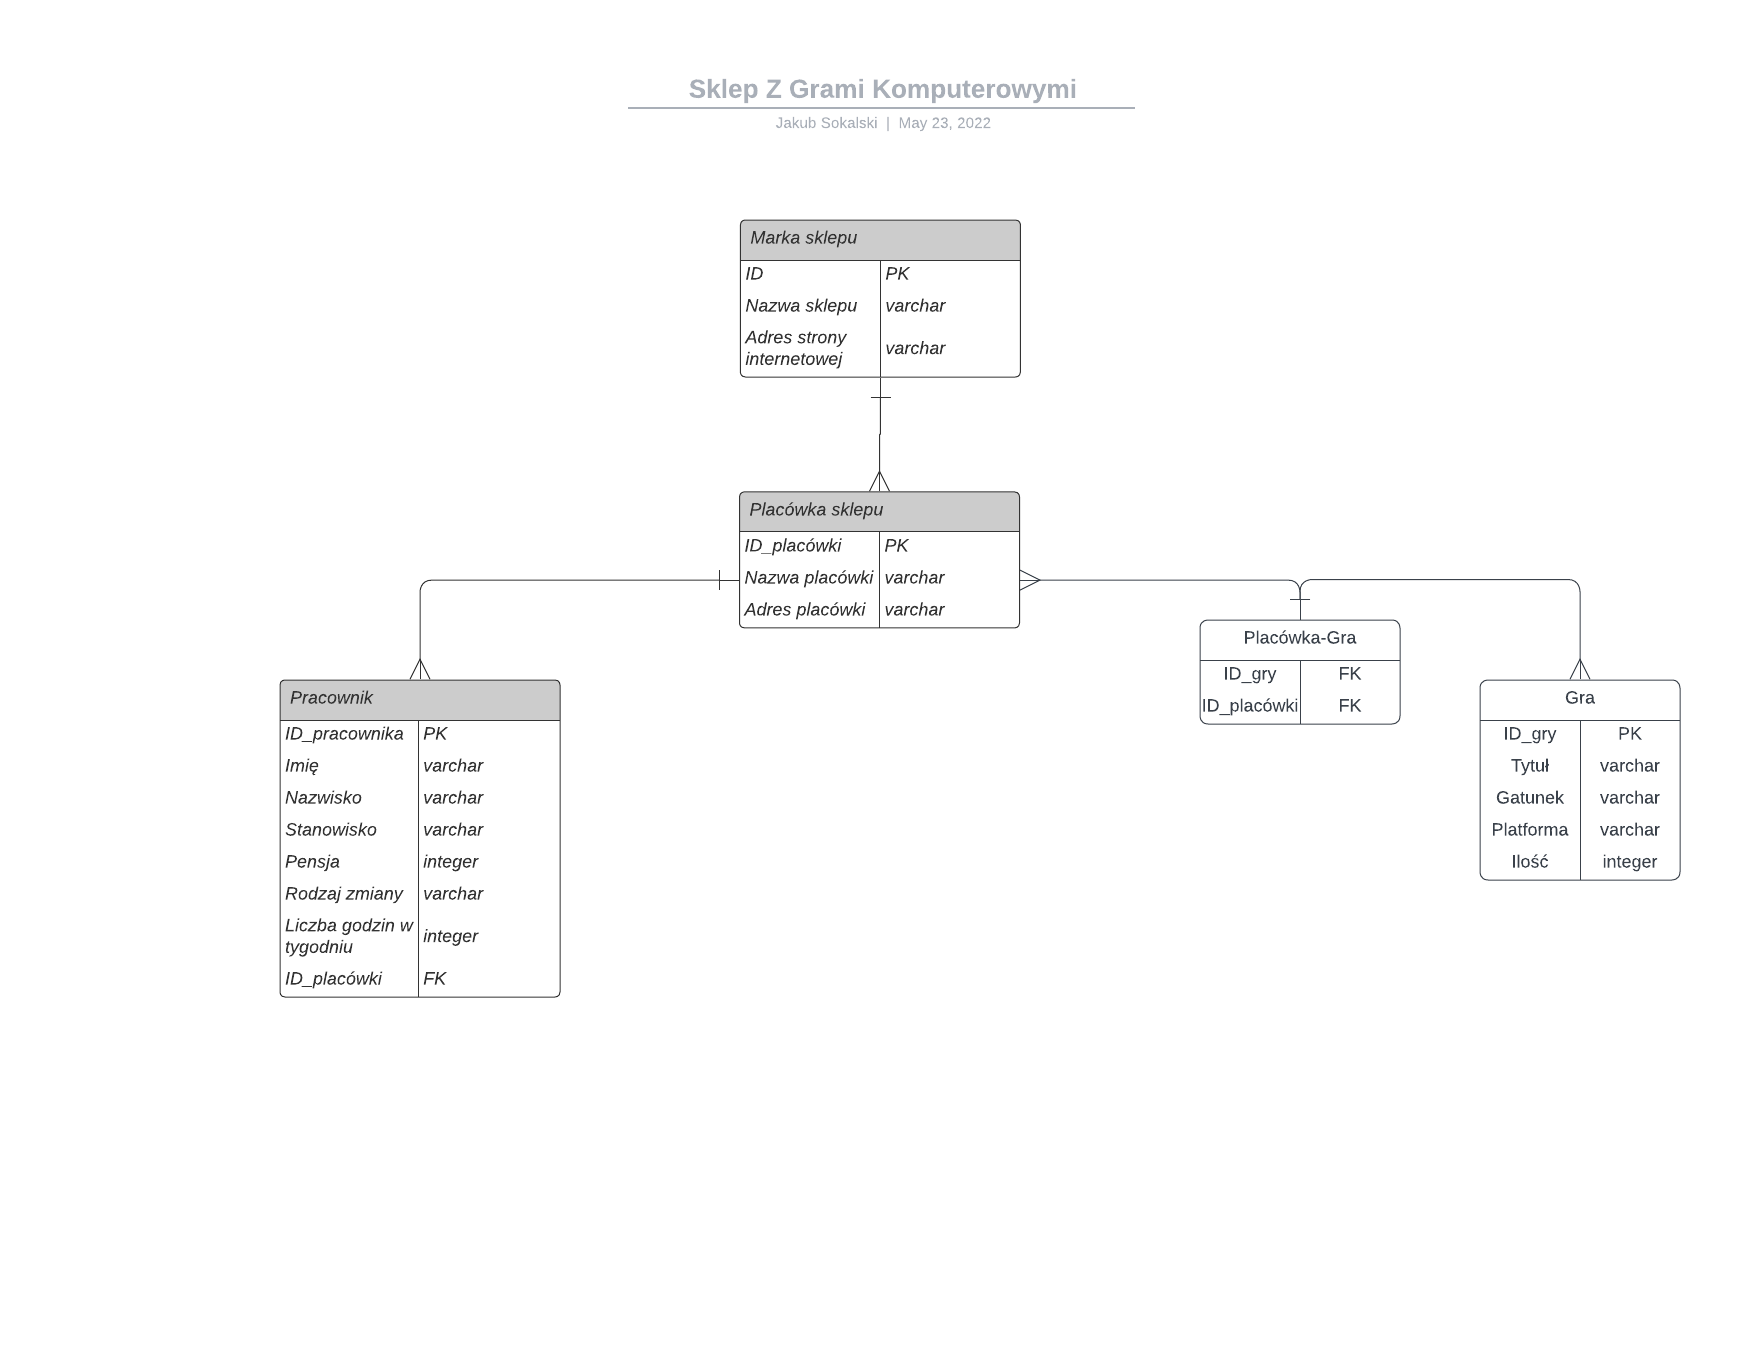 Sklep Z Grami Komputerowymi
Jakub Sokalski | May 23, 2022
Marka sklepu
ID PK
Nazwa sklepu varchar
Adres strony
internetowej varchar
Placówka sklepu
ID_placówki PK
Nazwa placówki varchar
Adres placówki varchar
Placówka-Gra
ID_gry FK
ID_placówki FK
Pracownik
ID_pracownika PK
Imię varchar
Nazwisko varchar
Stanowisko varchar
Pensja integer
Rodzaj zmiany varchar
Liczba godzin w
tygodniu integer
ID_placówki FK
Gra
ID_gry PK
Tytuł varchar
Gatunek varchar
Platforma varchar
Ilość integer